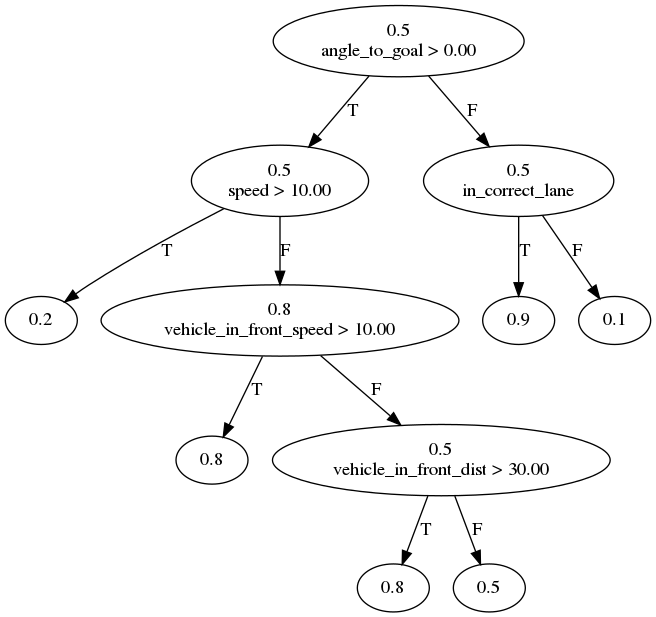 0.5
angle_to_goal > 0.00
T
F
0.5
speed > 10.00
0.5
in_correct_lane
T
F
T
F
0.2
0.8
vehicle_in_front_speed > 10.00
0.9
0.1
T
F
0.8
0.5
vehicle_in_front_dist > 30.00
T
F
0.8
0.5